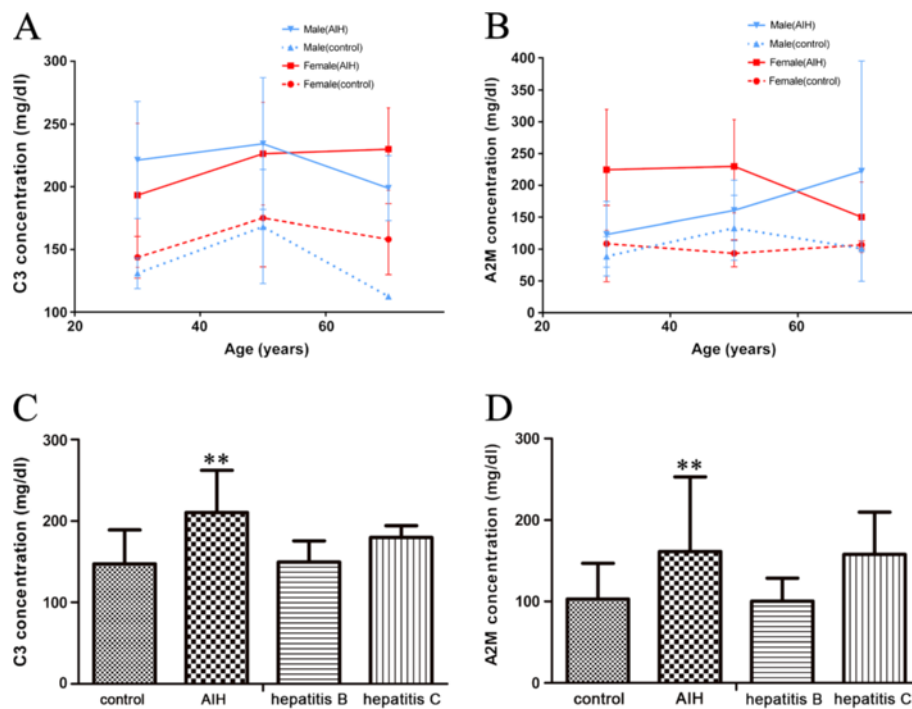 A
Male(AIH)
Male(control)
Female(AIH)
Female(control)
C3 concentration (mg/dl)
300
250
200
150
100
20 40 60
Age (years)
B
Male(AIH)
Male(control)
Female(AIH)
Female(control)
A2M concentration (mg/dl)
400
350
300
250
200
150
100
50
0
20 40 60
Age (years)
C
C3 concentration (mg/dl)
300
200
100
0
**
control AIH hepatitis B hepatitis C
D
A2M concentration (mg/dl)
300
200
100
0
**
control AIH hepatitis B hepatitis C